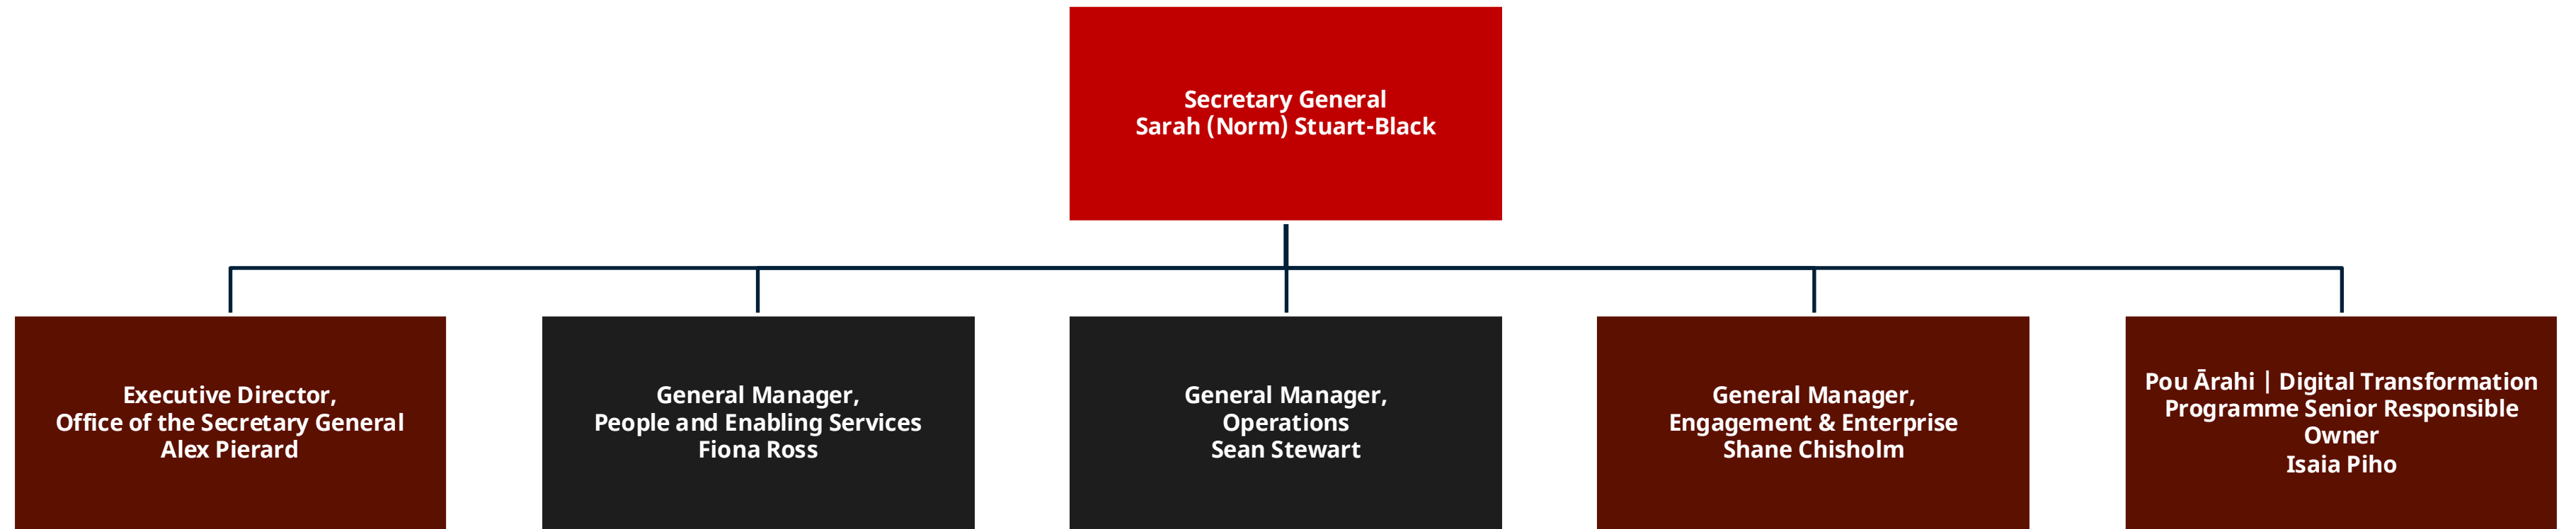 Secretary General
Sarah (Norm) Stuart-Black
Executive Director,
Office of the Secretary General
Alex Pierard
General Manager,
People and Enabling Services
Fiona Ross
General Manager,
Operations
Sean Stewart
General Manager,
Engagement & Enterprise
Shane Chisholm
Pou Ārahi | Digital Transformation
Programme Senior Responsible
Owner
Isaia Piho